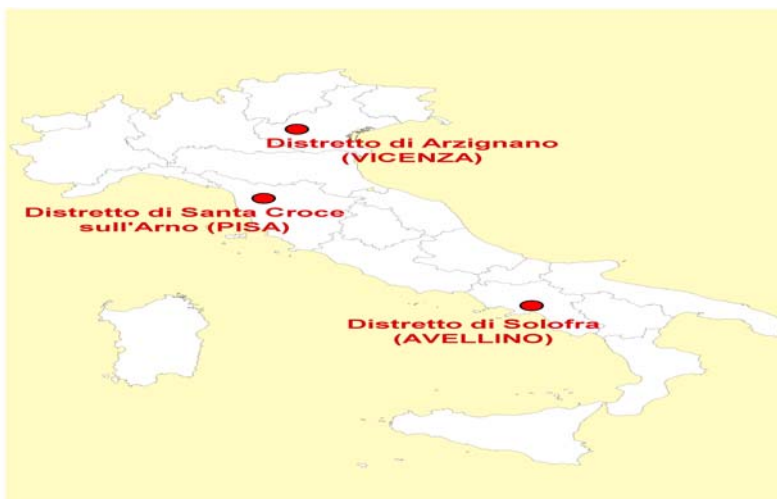 Distretto di Arzignano
(VICENZA)
Distretto di Santa Croce
sull'Arno (PISA)
Distretto di Solofra
(AVELLINO)